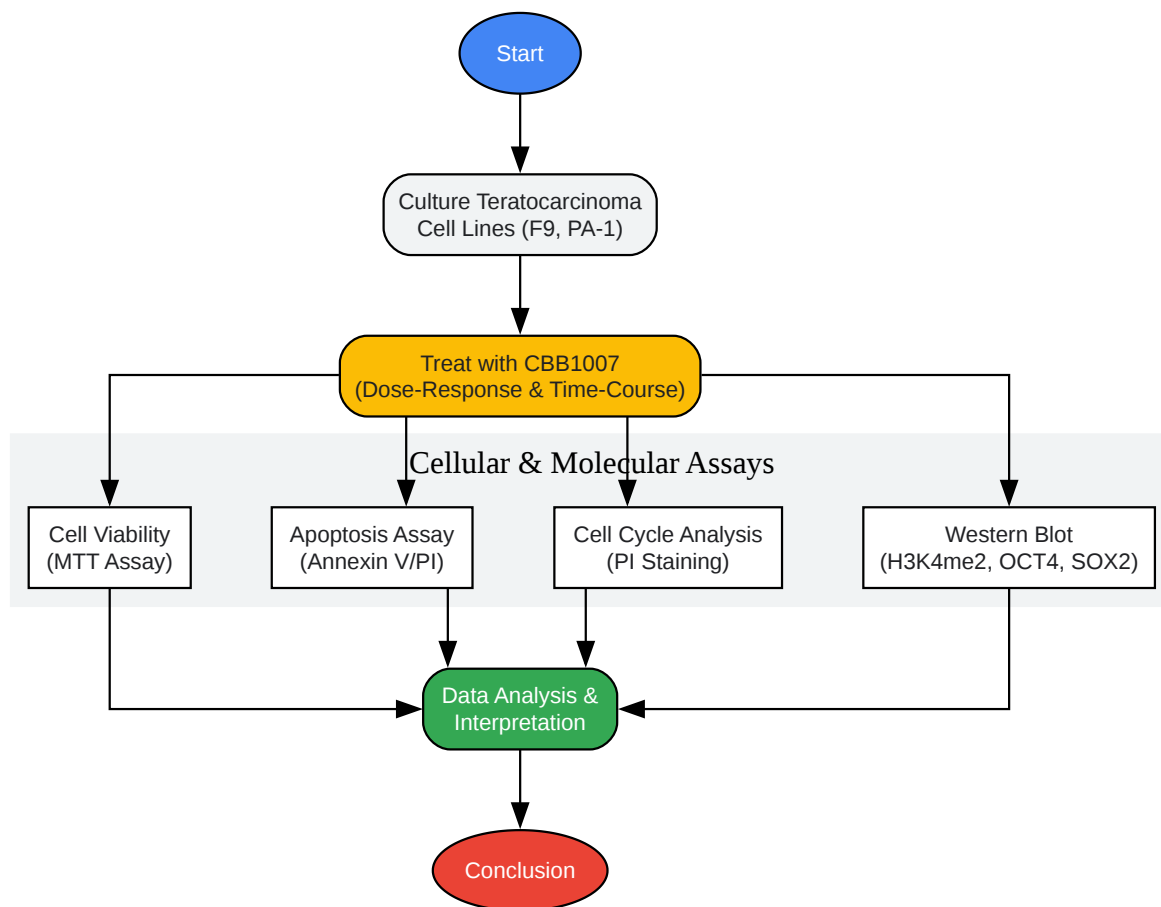 Start
Culture Teratocarcinoma
Cell Lines (F9, PA-1)
Treat with CBB1007
(Dose-Response & Time-Course)
Cellular & Molecular Assays
Cell Viability
(MTT Assay)
Apoptosis Assay
(Annexin V/PI)
Cell Cycle Analysis
(PI Staining)
Western Blot
(H3K4me2, OCT4, SOX2)
Data Analysis &
Interpretation
Conclusion